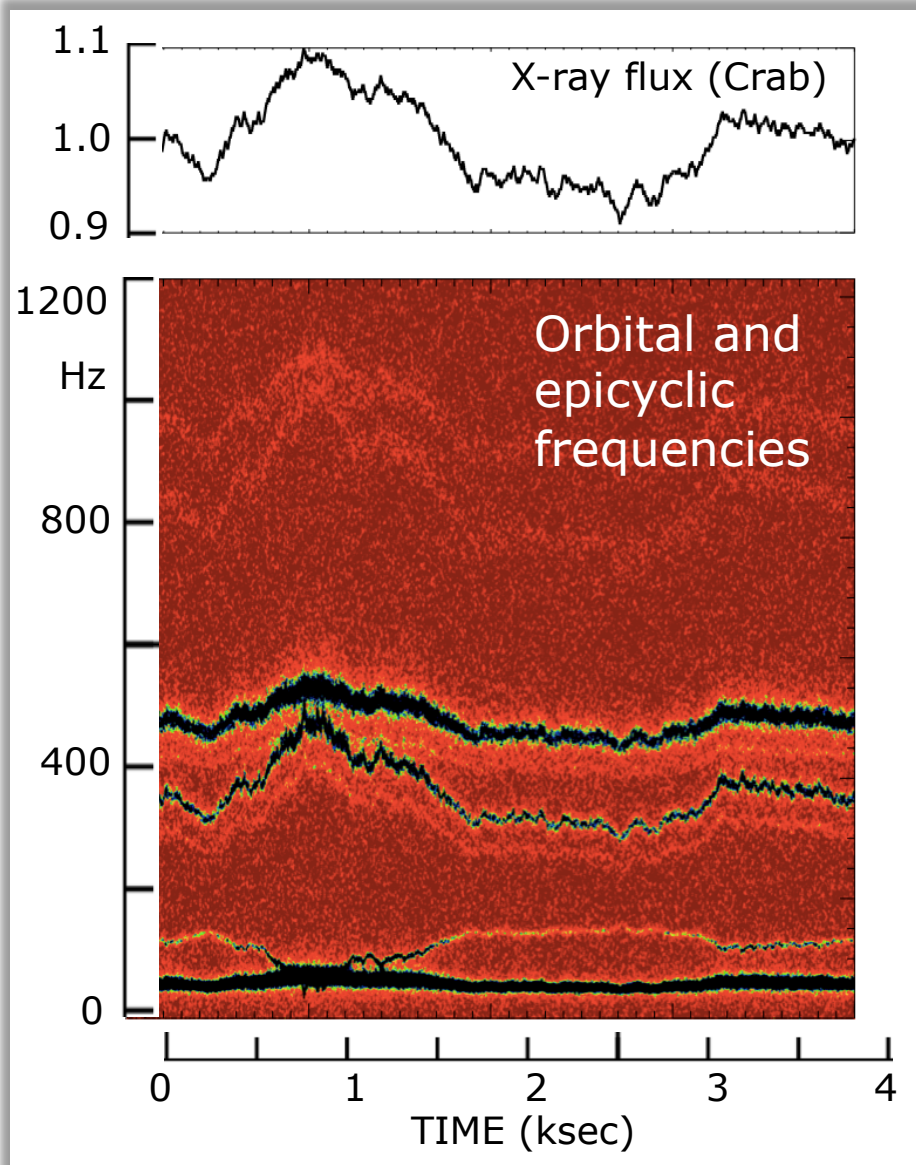 1.1
X-ray flux (Crab)
1.0
0.9
1200
Hz
Orbital and
epicyclic
frequencies
800
400
0
0 1 2 3 4
TIME (ksec)